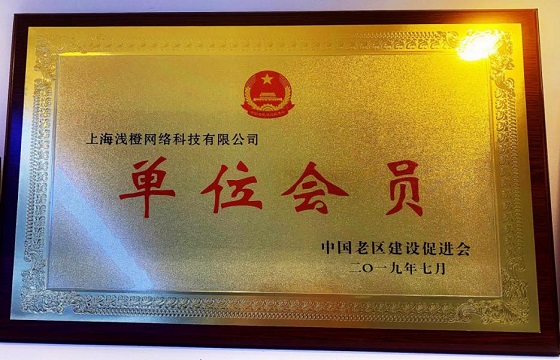 上海浅橙网络科技有限公司
单位会员
中国老区建设促进会
二〇一九年七月